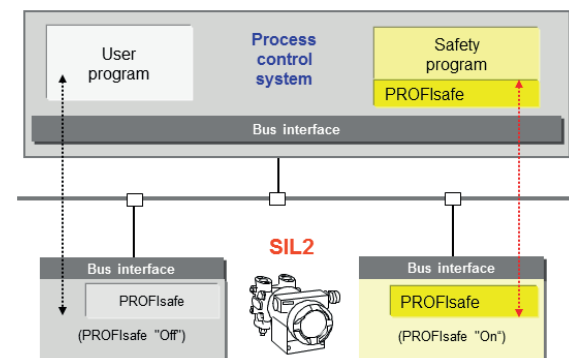 User
program
Process
control
system
Safety
program
PROFIsafe
Bus interface
SIL2
Bus interface
PROFIsafe
(PROFIsafe "Off")
Bus interface
PROFIsafe
(PROFIsafe "On“)